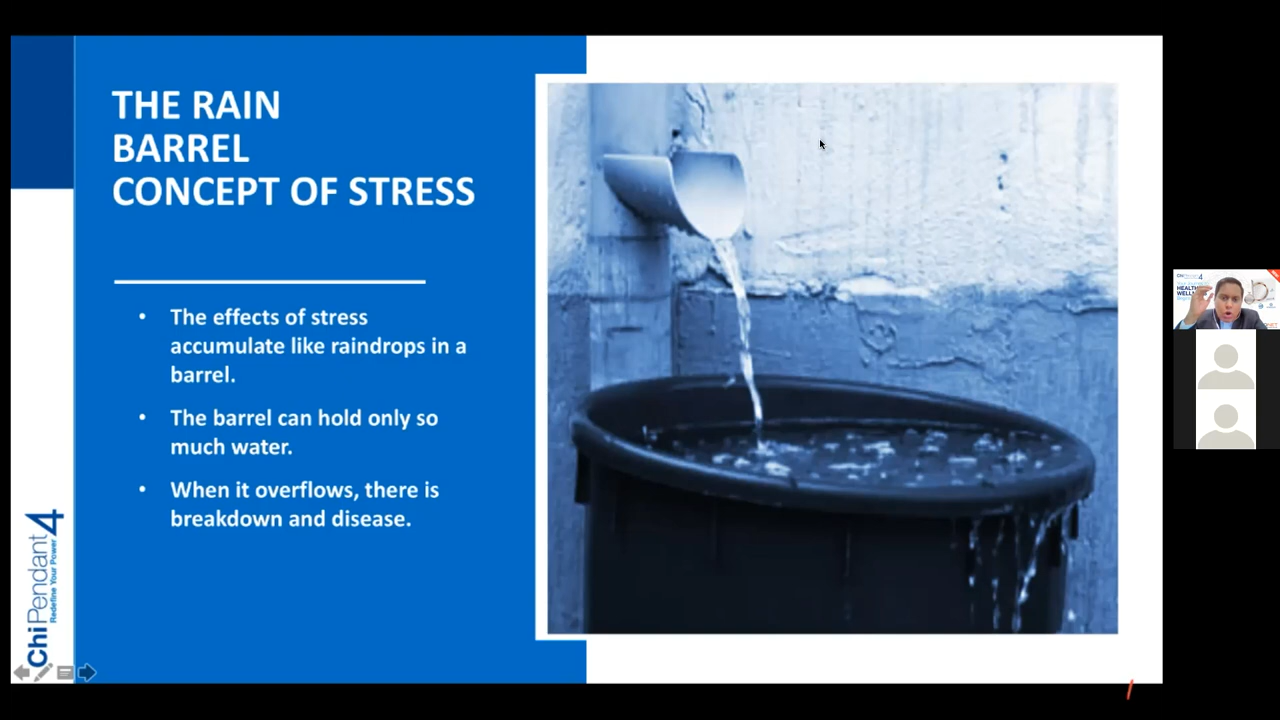 THE RAIN
BARREL
CONCEPT OF STRESS
• The effects of stress
accumulate like raindrops in a
barrel.
• The barrel can hold only so
much water.
• When it overflows, there is
breakdown and disease.
ChiPendant4
Redefine Your Power